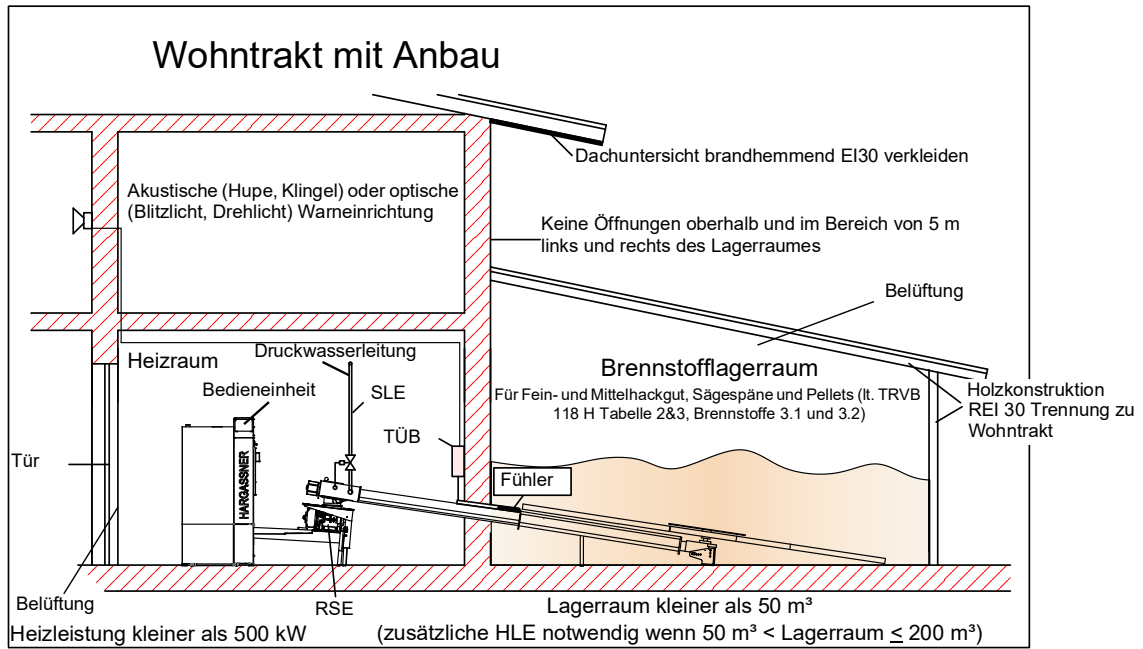 Wohntrakt mit Anbau
Dachuntersicht brandhemmend EI30 verkleiden
Akustische (Hupe, Klingel) oder optische
(Blitzlicht, Drehlicht) Warneinrichtung
Keine Öffnungen oberhalb und im Bereich von 5 m
links und rechts des Lagerraumes
Belüftung
Heizraum
Druckwasserleitung
Bedieneinheit
SLE
Brennstofflagerraum
Für Fein- und Mittelhackgut, Sägespäne und Pellets (lt. TRVB
118 H Tabelle 2&3, Brennstoffe 3.1 und 3.2)
Holzkonstruktion
REI 30 Trennung zu
Wohntrakt
TÜB
Tür
Fühler
HARGASSNER
Belüftung
RSE
Lagerraum kleiner als 50 m³
Heizleistung kleiner als 500 kW
(zusätzliche HLE notwendig wenn 50 m³ < Lagerraum ≤ 200 m³)